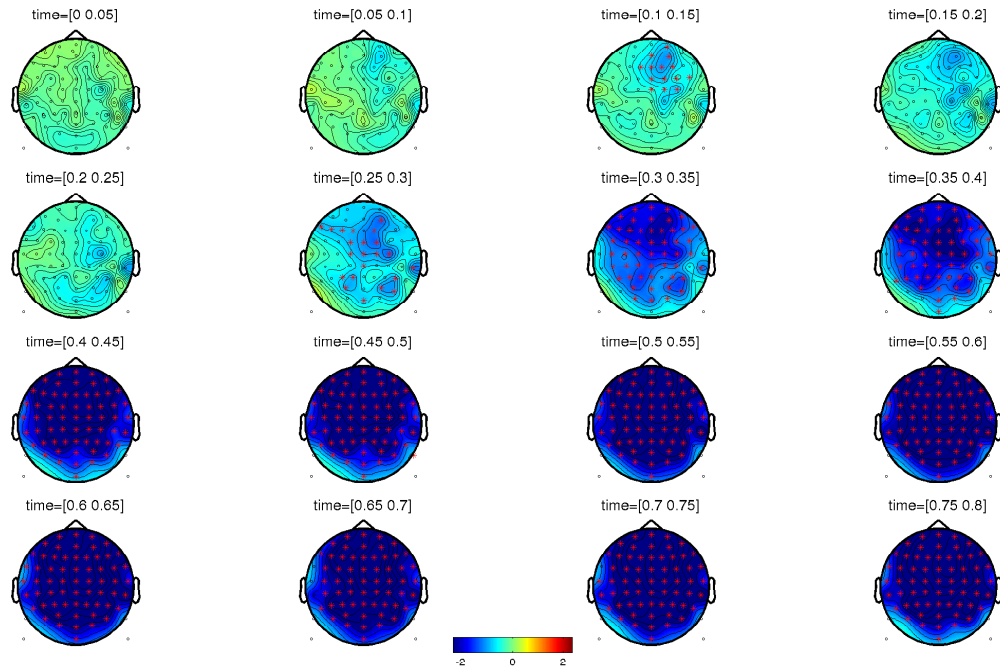 time=[0 0.05] time=[0.05 0.1] time=[0.1 0.15] time=[0.15 0.2]
time=[0.2 0.25] time=[0.25 0.3] time=[0.3 0.35] time=[0.35 0.4]
time=[0.4 0.45] time=[0.45 0.5] time=[0.5 0.55] time=[0.55 0.6]
time=[0.6 0.65] time=[0.65 0.7] time=[0.7 0.75] time=[0.75 0.8]
-2 0 2